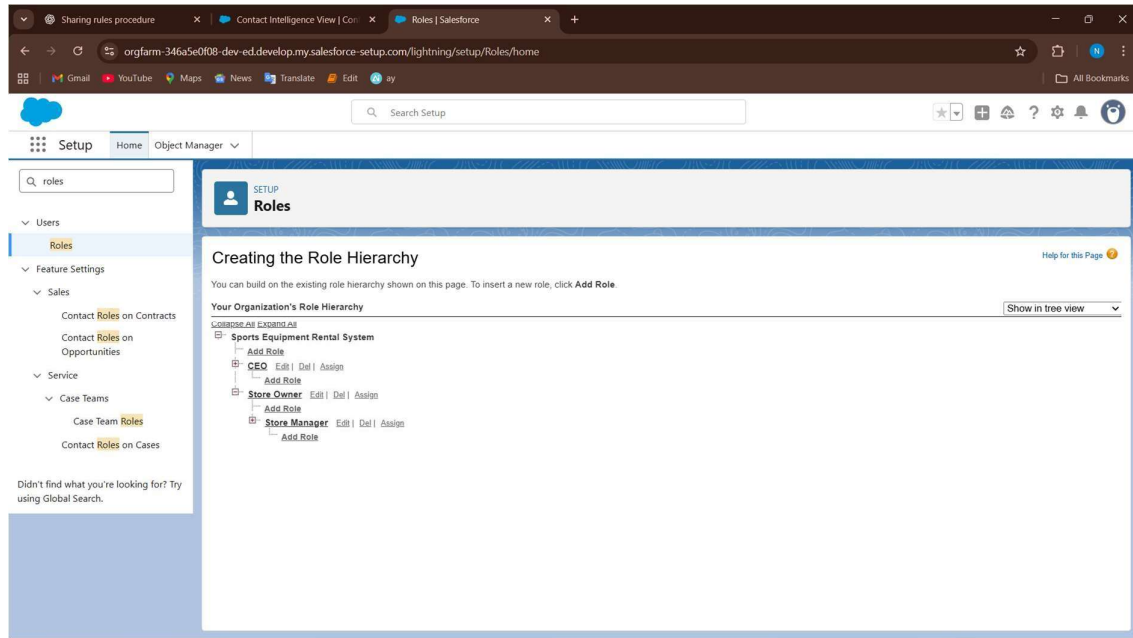 Sharing rules procedure
Contact Intelligence View | Con
Roles | Salesforce
orgfarm-346a5e0f08-dev-ed.develop.my.salesforce-setup.com/lightning/setup/Roles/home
N
Gmail YouTube Maps News Translate Edit ay All Bookmarks
Search Setup
Setup Home Object Manager
roles
Users
Roles
Feature Settings
Sales
Contact Roles on Contracts
Contact Roles on
Opportunities
Service
Case Teams
Case Team Roles
Contact Roles on Cases
Didn't find what you're looking for? Try
using Global Search.
SETUP
Roles
Creating the Role Hierarchy
Help for this Page ?
You can build on the existing role hierarchy shown on this page. To insert a new role, click Add Role.
Your Organization's Role Hierarchy
Show in tree view
Collapse All Expand All
Sports Equipment Rental System
Add Role
CEO Edit | Del | Assign
Add Role
Store Owner Edit | Del | Assign
Add Role
Store Manager Edit | Del | Assign
Add Role